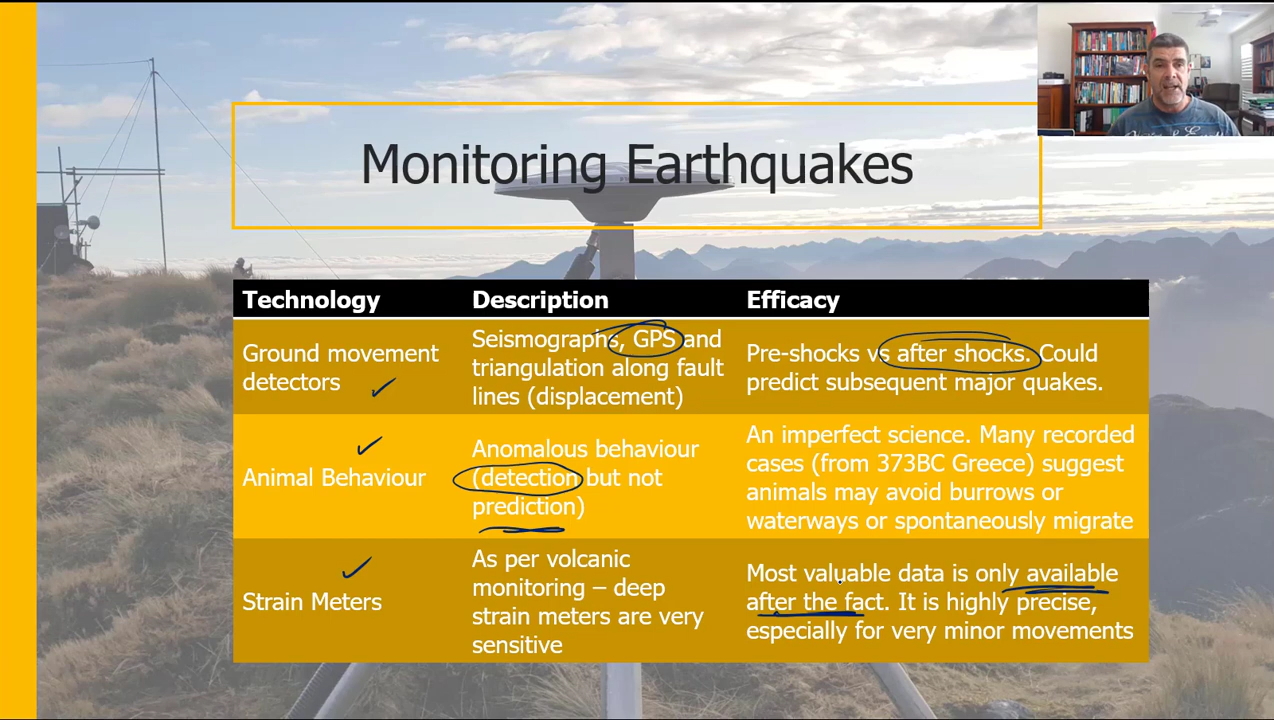 Monitoring Earthquakes
Technology
Description
Efficacy
Ground movement
detectors
Seismographs, GPS and
triangulation along fault
lines (displacement)
Pre-shocks vs after shocks. Could
predict subsequent major quakes.
Animal Behaviour
Anomalous behaviour
(detection but not
prediction)
An imperfect science. Many recorded
cases (from 373BC Greece) suggest
animals may avoid burrows or
waterways or spontaneously migrate
Strain Meters
As per volcanic
monitoring – deep
strain meters are very
sensitive
Most valuable data is only available
after the fact. It is highly precise,
especially for very minor movements